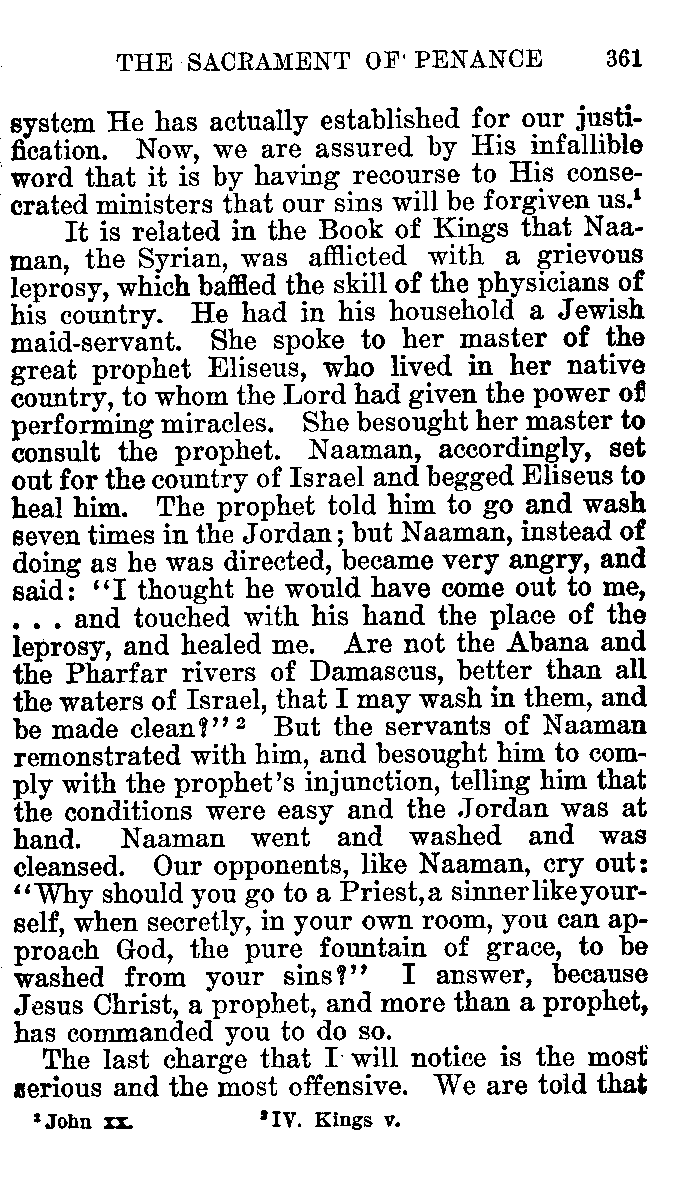 THE SACRAMENT OF PENANCE 361
system He has actually established for our justi-
fication. Now, we are assured by His infallible
word that it is by having recourse to His conse-
crated ministers that our sins will be forgiven us.¹
It is related in the Book of Kings that Naa-
man, the Syrian, was afflicted with a grievous
leprosy, which baffled the skill of the physicians of
his country. He had in his household a Jewish
maid-servant. She spoke to her master of the
great prophet Eliseus, who lived in her native
country, to whom the Lord had given the power of
performing miracles. She besought her master to
consult the prophet. Naaman, accordingly, set
out for the country of Israel and begged Eliseus to
heal him. The prophet told him to go and wash
seven times in the Jordan; but Naaman, instead of
doing as he was directed, became very angry, and
said: "I thought he would have come out to me,
. . . and touched with his hand the place of the
leprosy, and healed me. Are not the Abana and
the Pharfar rivers of Damascus, better than all
the waters of Israel, that I may wash in them, and
be made clean?"² But the servants of Naaman
remonstrated with him, and besought him to com-
ply with the prophet's injunction, telling him that
the conditions were easy and the Jordan was at
hand. Naaman went and washed and was
cleansed. Our opponents, like Naaman, cry out:
"Why should you go to a Priest, a sinner like your-
self, when secretly, in your own room, you can ap-
proach God, the pure fountain of grace, to be
washed from your sins?" I answer, because
Jesus Christ, a prophet, and more than a prophet,
has commanded you to do so.
The last charge that I will notice is the most
serious and the most offensive. We are told that
¹John xx. ²IV. Kings v.